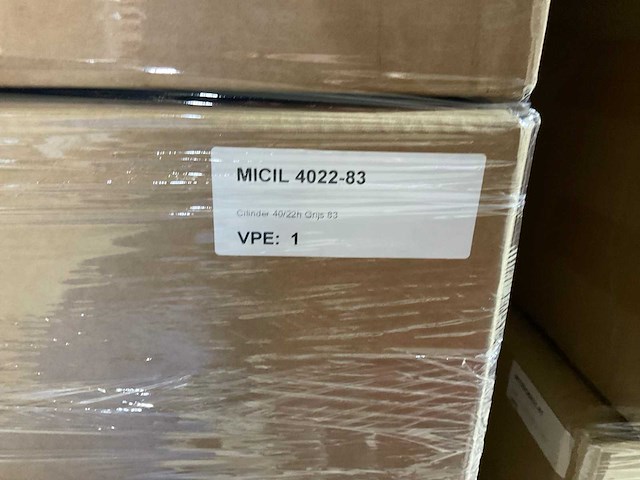 MICIL 4022-83
Cilinder 40/22h Grijs 83
VPE: 1